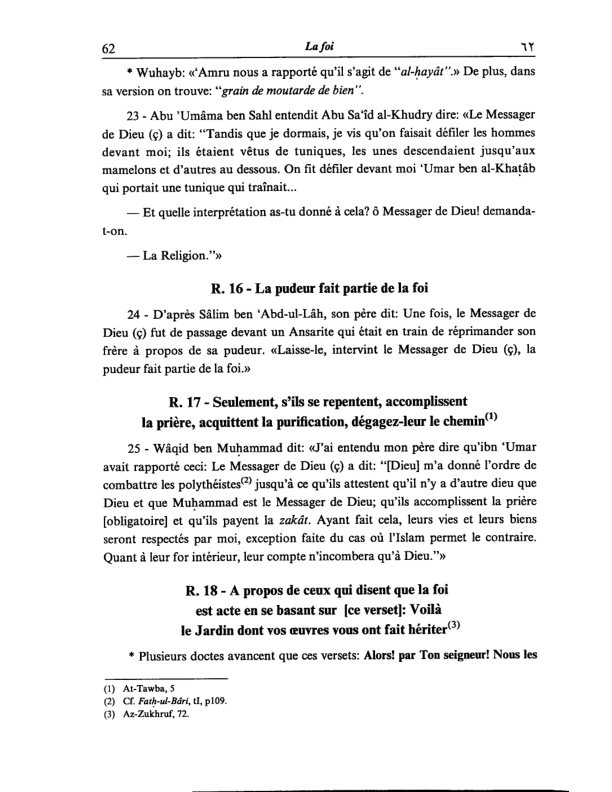 62 La foi ٦٢
* Wuhayb: «‘Amru nous a rapporté qu’il s’agit de “al-ḥayât”.» De plus, dans
sa version on trouve: “grain de moutarde de bien”.
23 - Abu ’Umâma ben Sahl entendit Abu Sa‘îd al-Khudry dire: «Le Messager
de Dieu (ç) a dit: “Tandis que je dormais, je vis qu’on faisait défiler les hommes
devant moi; ils étaient vêtus de tuniques, les unes descendaient jusqu’aux
mamelons et d’autres au dessous. On fit défiler devant moi ‘Umar ben al-Khaṭâb
qui portait une tunique qui traînait...
— Et quelle interprétation as-tu donné à cela? ô Messager de Dieu! demanda-
t-on.
— La Religion.”»
R. 16 - La pudeur fait partie de la foi
24 - D’après Sâlim ben ‘Abd-ul-Lâh, son père dit: Une fois, le Messager de
Dieu (ç) fut de passage devant un Ansarite qui était en train de réprimander son
frère à propos de sa pudeur. «Laisse-le, intervint le Messager de Dieu (ç), la
pudeur fait partie de la foi.»
R. 17 - Seulement, s’ils se repentent, accomplissent
la prière, acquittent la purification, dégagez-leur le chemin(1)
25 - Wâqid ben Muḥammad dit: «J’ai entendu mon père dire qu’ibn ‘Umar
avait rapporté ceci: Le Messager de Dieu (ç) a dit: “[Dieu] m’a donné l’ordre de
combattre les polythéistes(2) jusqu’à ce qu’ils attestent qu’il n’y a d’autre dieu que
Dieu et que Muḥammad est le Messager de Dieu; qu’ils accomplissent la prière
[obligatoire] et qu’ils payent la zakât. Ayant fait cela, leurs vies et leurs biens
seront respectés par moi, exception faite du cas où l’Islam permet le contraire.
Quant à leur for intérieur, leur compte n’incombera qu’à Dieu.”»
R. 18 - A propos de ceux qui disent que la foi
est acte en se basant sur [ce verset]: Voilà
le Jardin dont vos œuvres vous ont fait hériter(3)
* Plusieurs doctes avancent que ces versets: Alors! par Ton seigneur! Nous les
(1) At-Tawba, 5
(2) Cf. Fatḥ-ul-Bâri, tI, p109.
(3) Az-Zukhruf, 72.